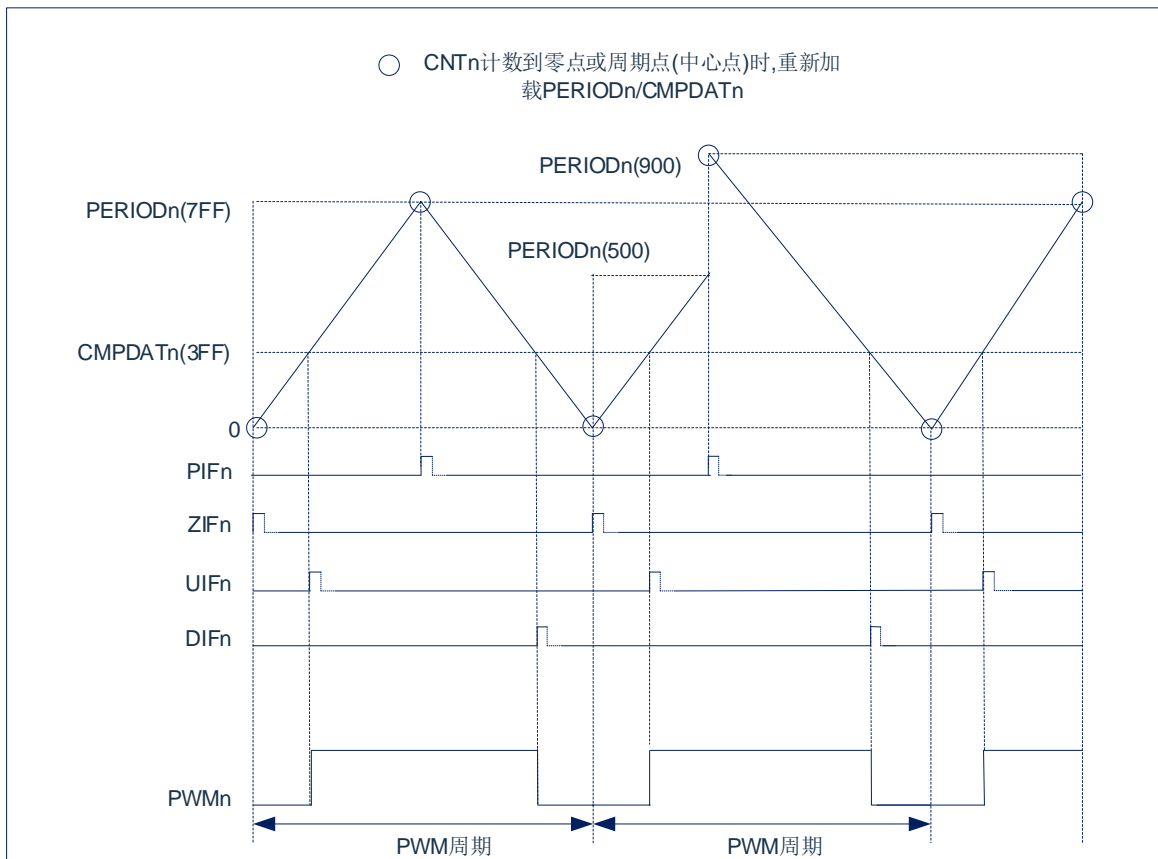 CNTn计数到零点或周期点(中心点)时,重新加
载PERIODn/CMPDATn
PERIODn(900)
PERIODn(7FF)
PERIODn(500)
CMPDATn(3FF)
0
PIFn
ZIFn
UIFn
DIFn
PWMn
PWM周期
PWM周期